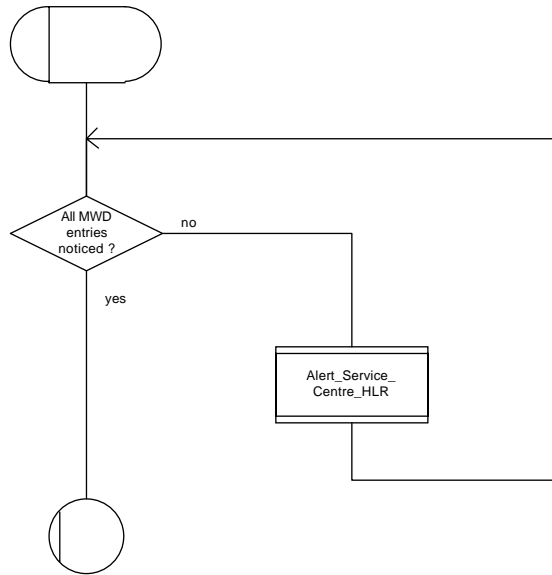 All MWD
entries
noticed ?
no
yes
Alert_Service_
Centre_HLR